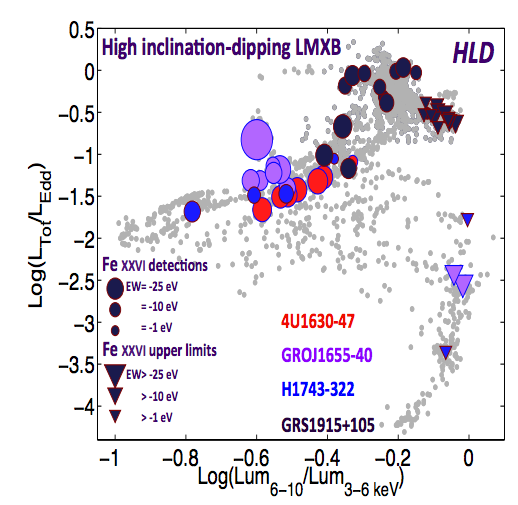 High inclination-dipping LMXB
HLD
0.5
0
−0.5
−1
−1.5
−2
−2.5
−3
−3.5
−4
Log(L_Tot/L_Edd)
Fe XXVI detections
EW= -25 eV
= -10 eV
= -1 eV
Fe XXVI upper limits
EW> -25 eV
> -10 eV
> -1 eV
4U1630-47
GROJ1655-40
H1743-322
GRS1915+105
−1
−0.8
−0.6
−0.4
−0.2
0
Log(Lum_6−10/Lum_3−6 keV)